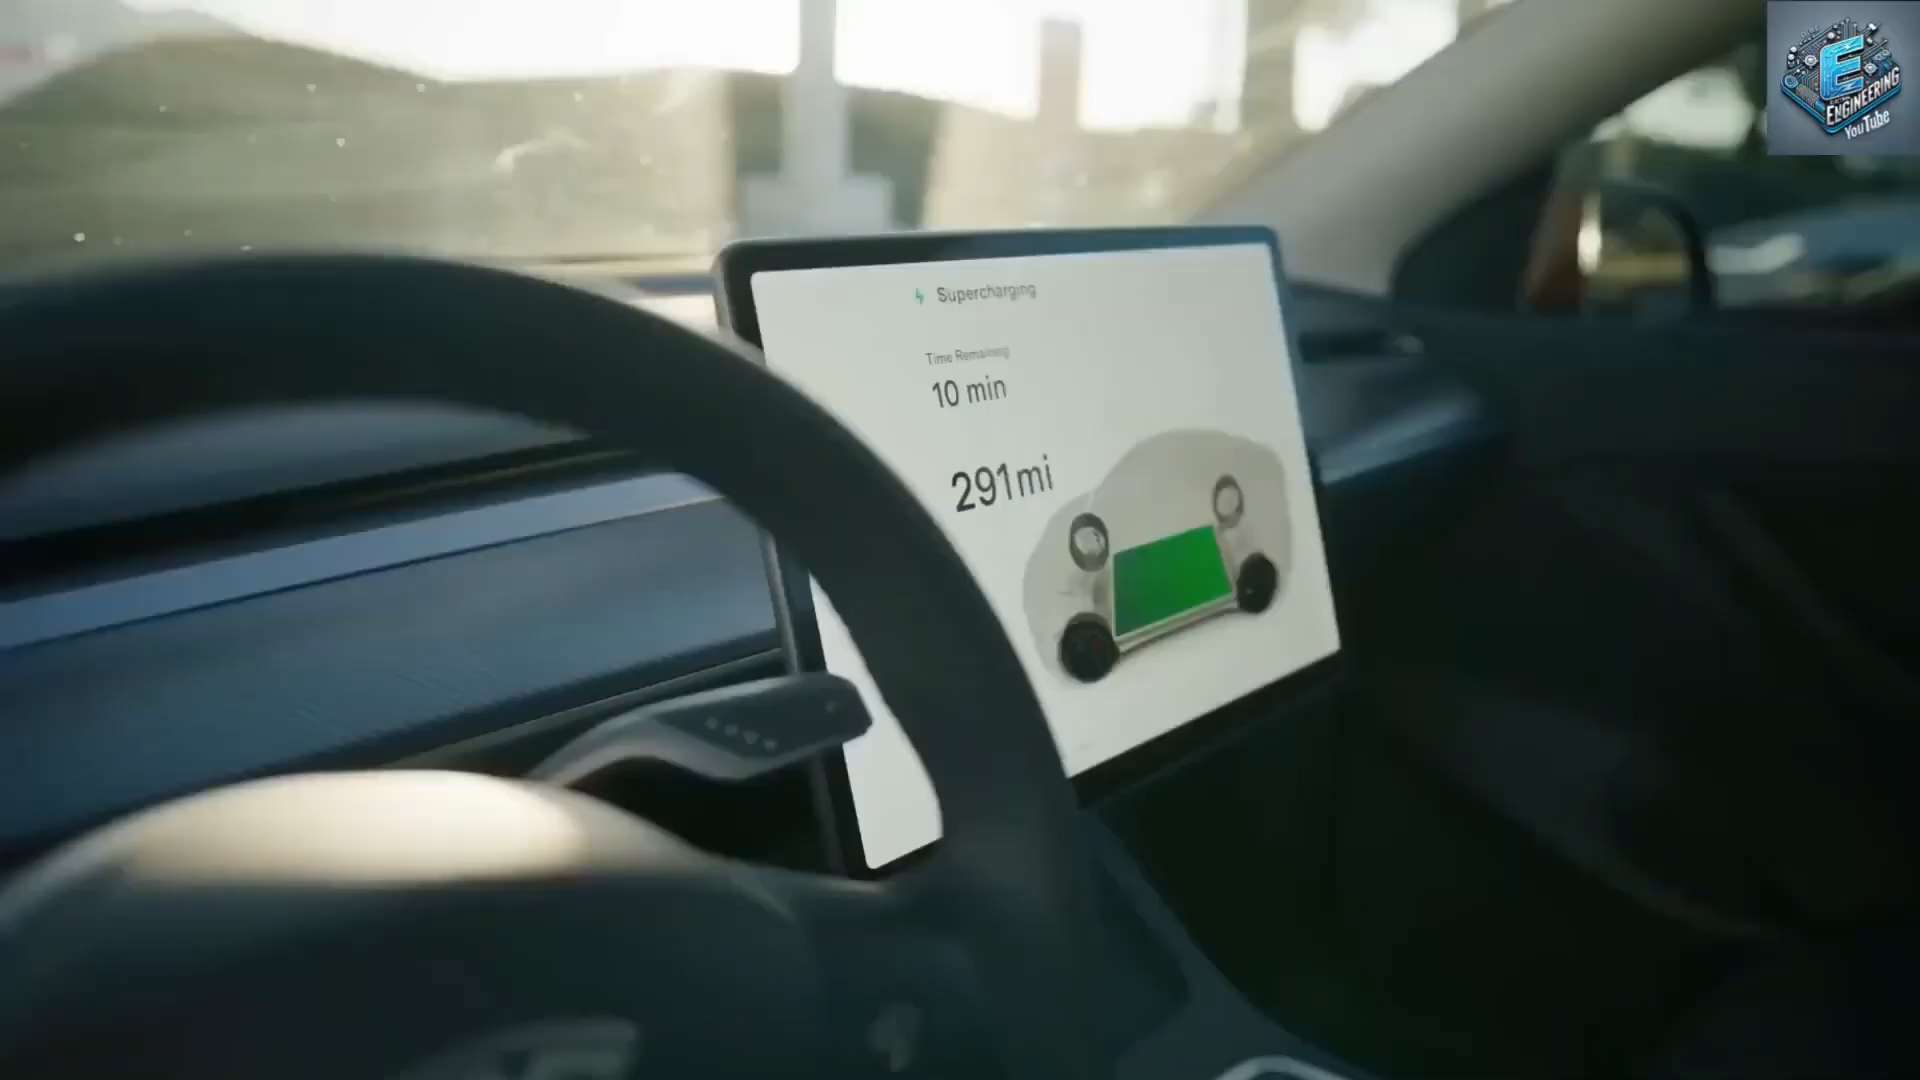 Supercharging
Time Remaining
10 min
291mi
E
ENGINEERING
YouTube